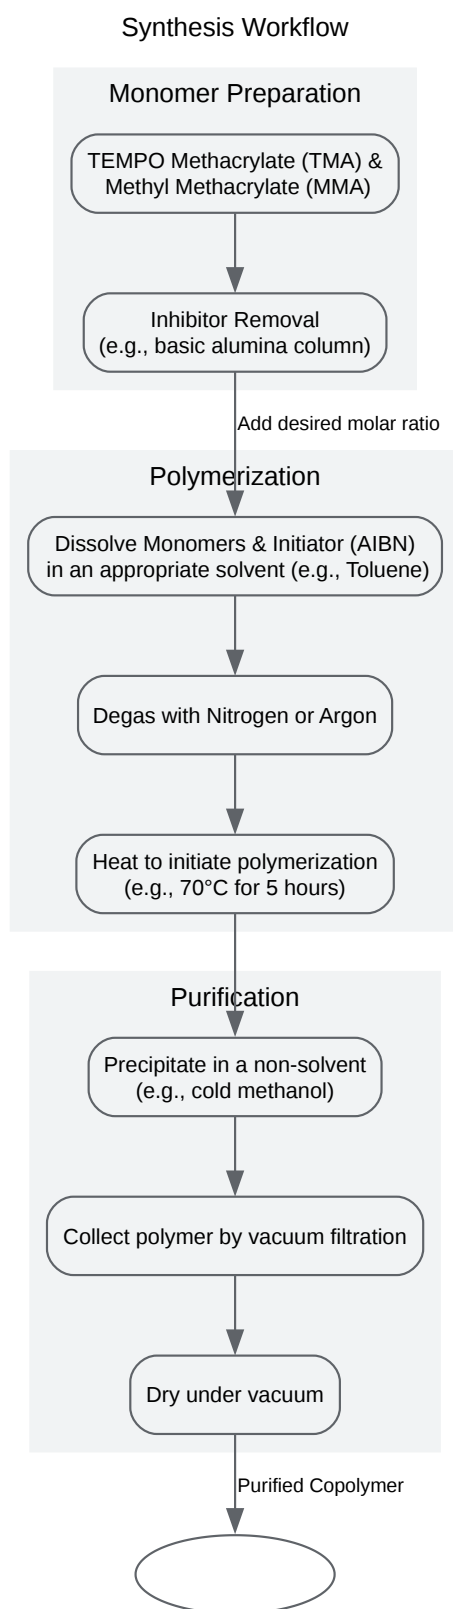 Synthesis Workflow
Monomer Preparation
TEMPO Methacrylate (TMA) &
Methyl Methacrylate (MMA)
Inhibitor Removal
(e.g., basic alumina column)
Add desired molar ratio
Polymerization
Dissolve Monomers & Initiator (AIBN)
in an appropriate solvent (e.g., Toluene)
Degas with Nitrogen or Argon
Heat to initiate polymerization
(e.g., 70°C for 5 hours)
Purification
Precipitate in a non-solvent
(e.g., cold methanol)
Collect polymer by vacuum filtration
Dry under vacuum
Purified Copolymer